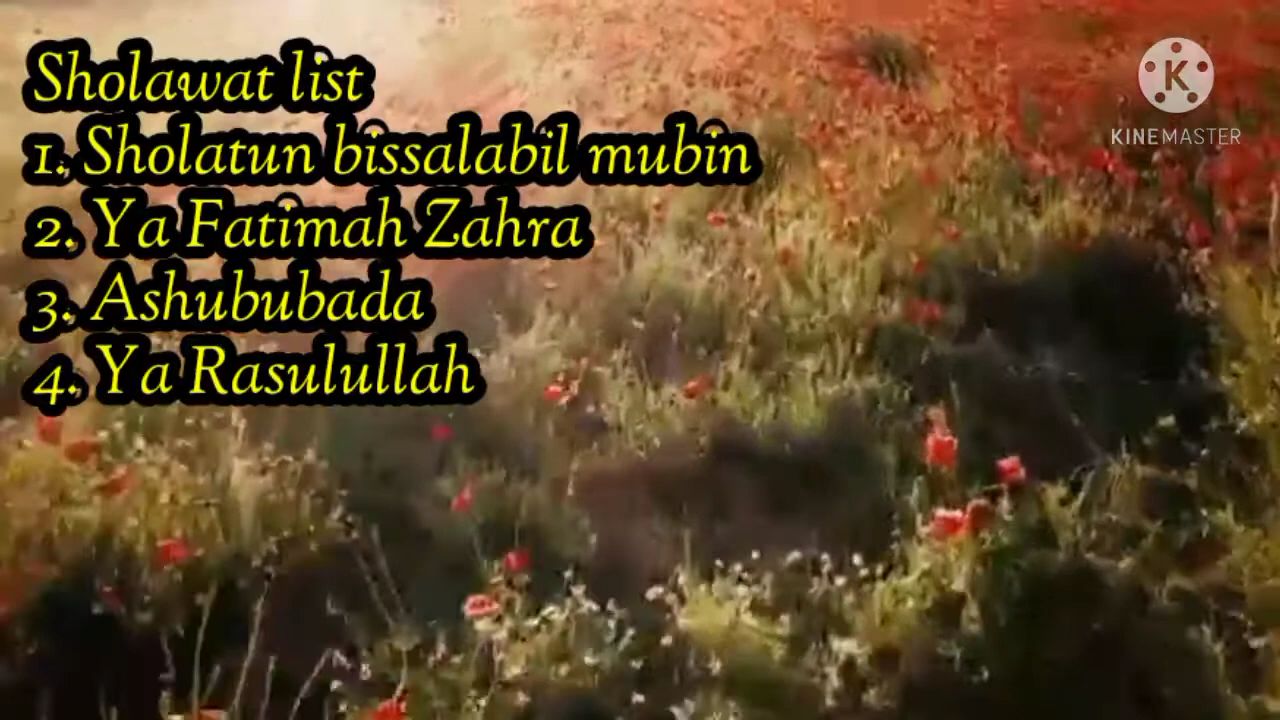 Sholawat list
1. Sholatun bissalabil mubin
2. Ya Fatimah Zahra
3. Ashububada
4. Ya Rasulullah
K
KINEMASTER